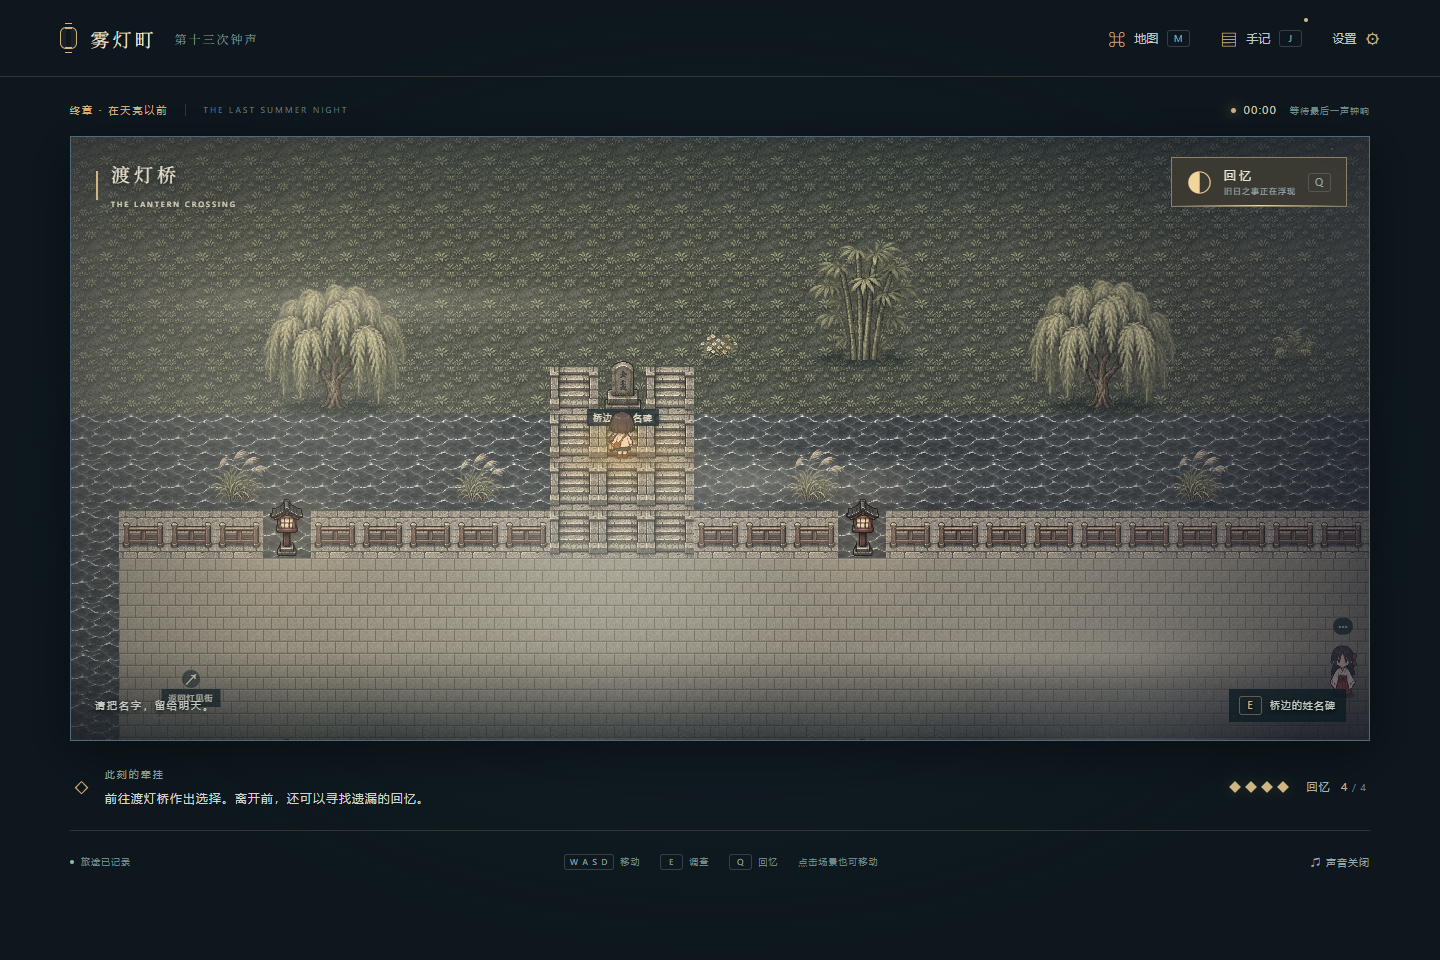 雾灯町 第十三次钟声
地图 M 手记 J 设置
终章 · 在天亮以前 THE LAST SUMMER NIGHT
00:00 等待最后一声钟响
渡灯桥
THE LANTERN CROSSING
回忆
旧日之事正在浮现
Q
桥边 名碑
返回灯见街
请把名字，留给明天。
E 桥边的姓名碑
此刻的牵挂
前往渡灯桥作出选择。离开前，还可以寻找遗漏的回忆。
回忆 4 / 4
旅途已记录
WASD 移动 E 调查 Q 回忆 点击场景也可移动
声音关闭